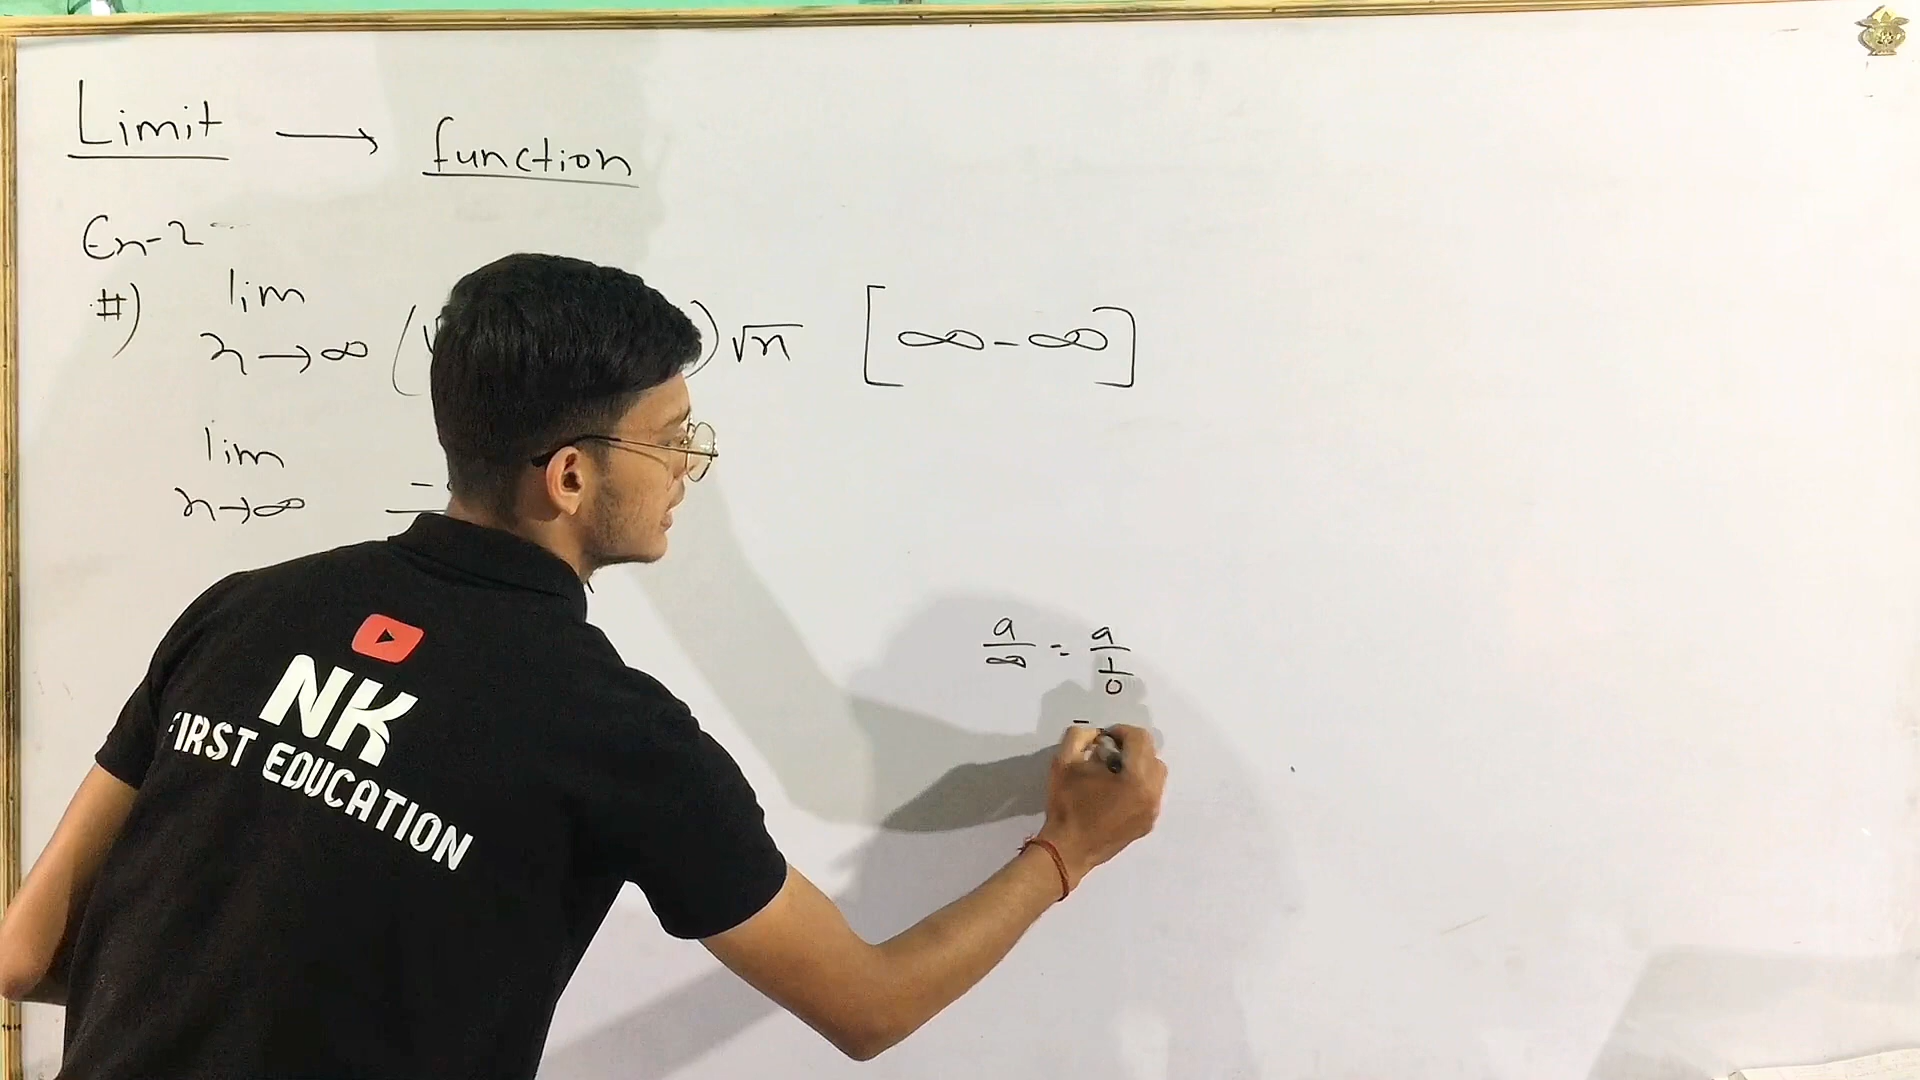 Limit → function
Ex-2
#) lim x→∞ ( √ ) √x [∞ - ∞]
lim x→∞ -
a/∞ = a/(1/0)
=
NK
FIRST EDUCATION